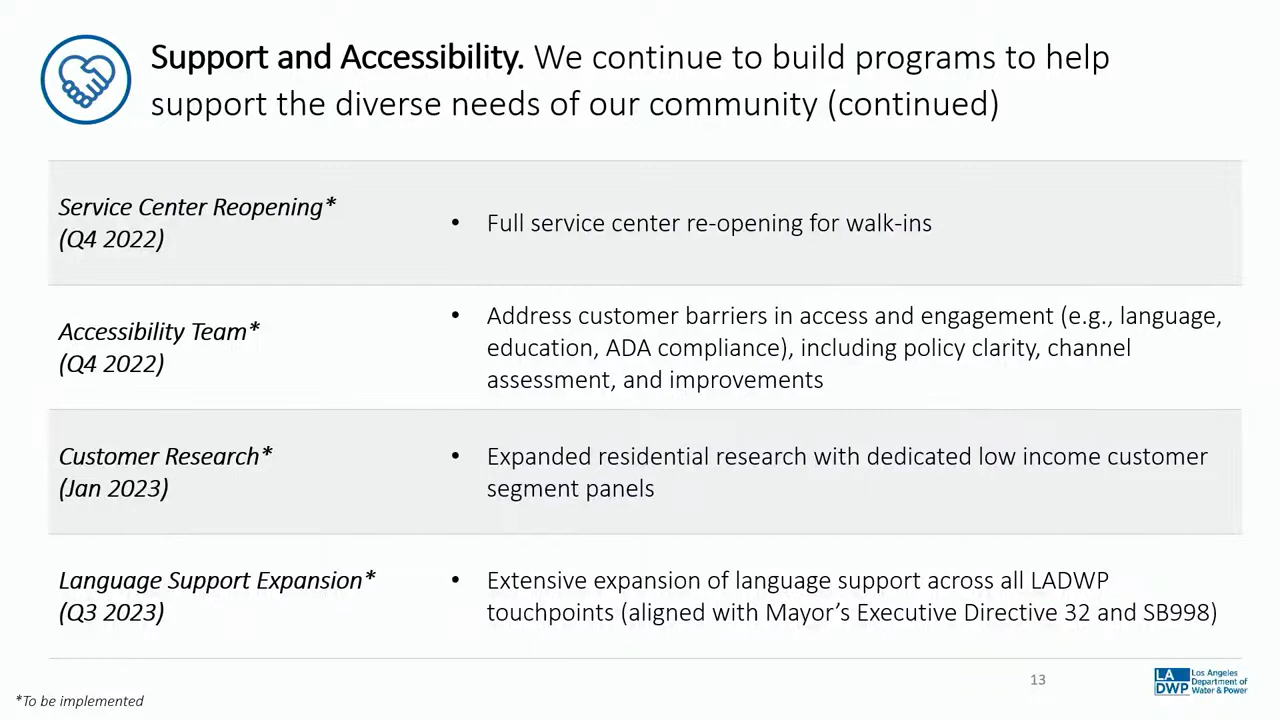 Support and Accessibility. We continue to build programs to help
support the diverse needs of our community (continued)
Service Center Reopening*
(Q4 2022)
• Full service center re-opening for walk-ins
Accessibility Team*
(Q4 2022)
• Address customer barriers in access and engagement (e.g., language,
education, ADA compliance), including policy clarity, channel
assessment, and improvements
Customer Research*
(Jan 2023)
• Expanded residential research with dedicated low income customer
segment panels
Language Support Expansion*
(Q3 2023)
• Extensive expansion of language support across all LADWP
touchpoints (aligned with Mayor’s Executive Directive 32 and SB998)
*To be implemented
13
LA
DWP
Los Angeles
Department of
Water & Power